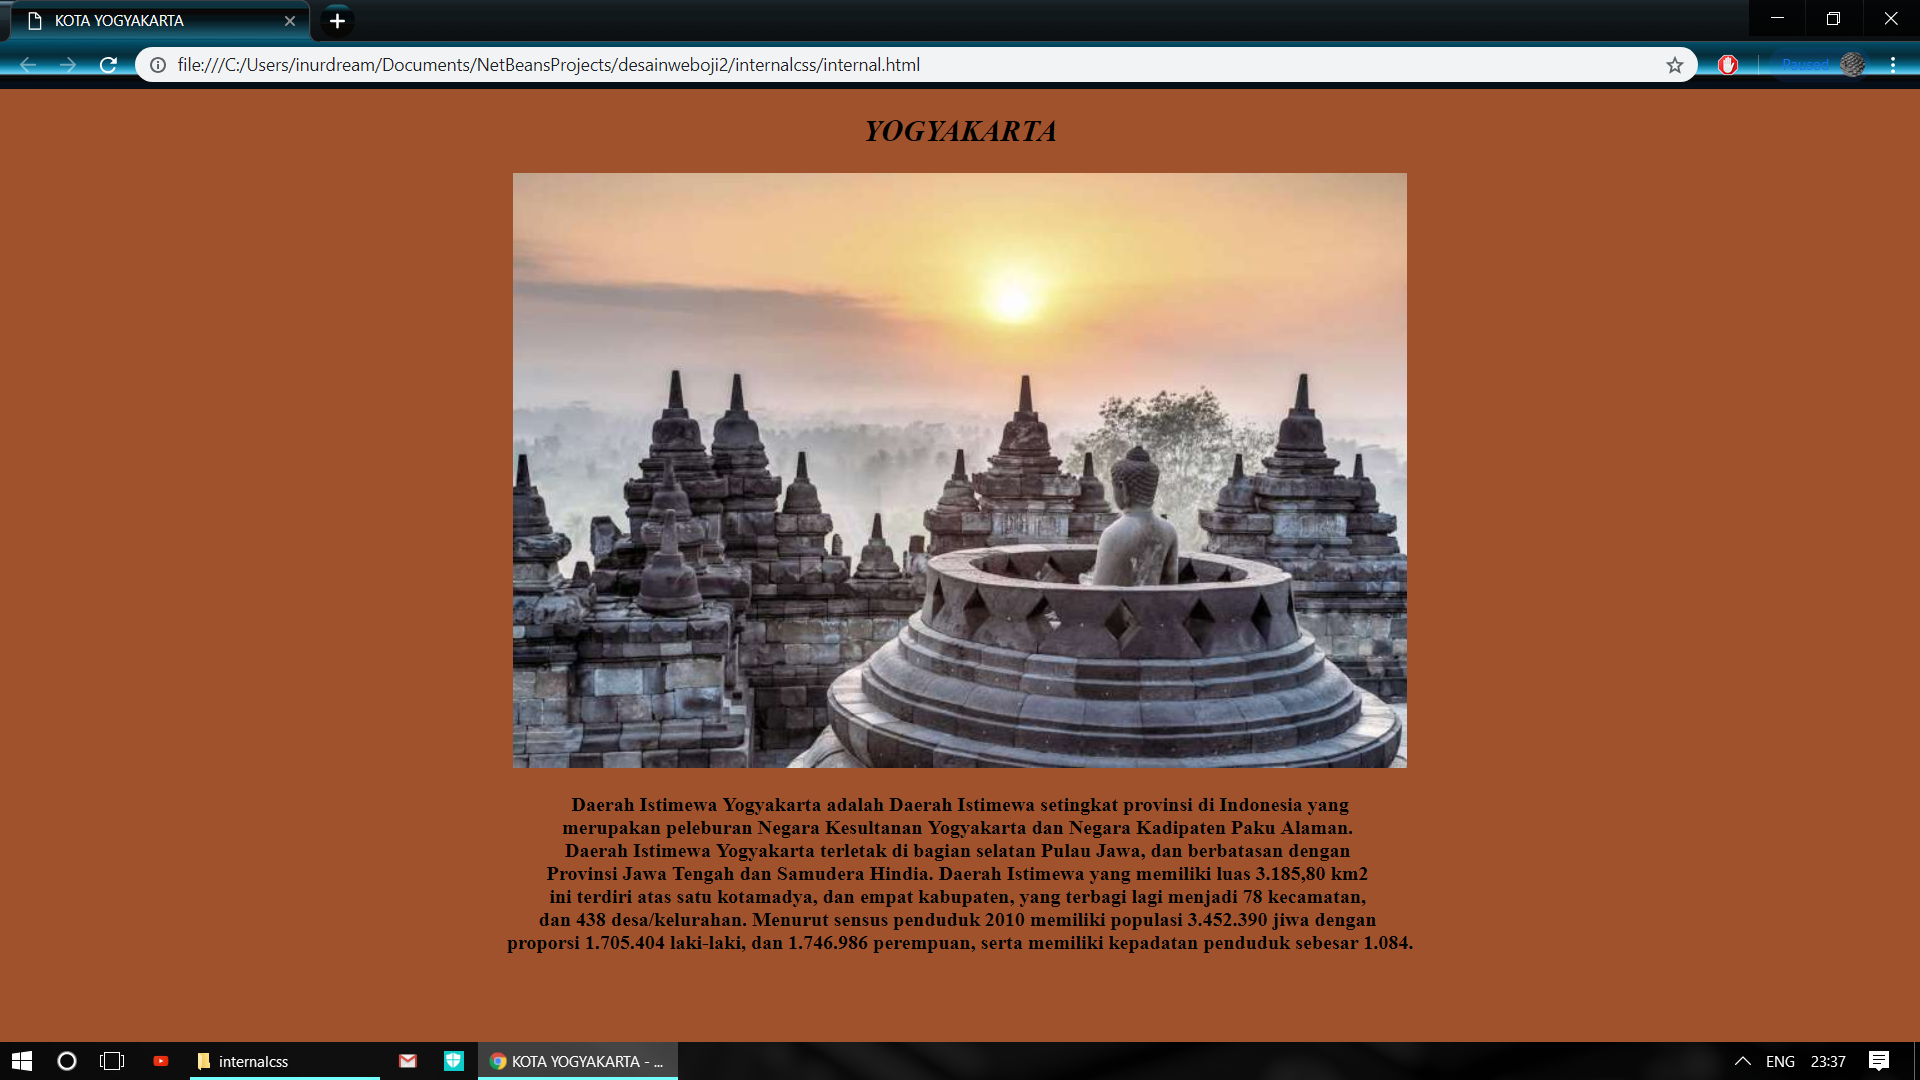 KOTA YOGYAKARTA
file:///C:/Users/inurdream/Documents/NetBeansProjects/desainweboji2/internalcss/internal.html
Paused
YOGYAKARTA
Daerah Istimewa Yogyakarta adalah Daerah Istimewa setingkat provinsi di Indonesia yang
merupakan peleburan Negara Kesultanan Yogyakarta dan Negara Kadipaten Paku Alaman.
Daerah Istimewa Yogyakarta terletak di bagian selatan Pulau Jawa, dan berbatasan dengan
Provinsi Jawa Tengah dan Samudera Hindia. Daerah Istimewa yang memiliki luas 3.185,80 km2
ini terdiri atas satu kotamadya, dan empat kabupaten, yang terbagi lagi menjadi 78 kecamatan,
dan 438 desa/kelurahan. Menurut sensus penduduk 2010 memiliki populasi 3.452.390 jiwa dengan
proporsi 1.705.404 laki-laki, dan 1.746.986 perempuan, serta memiliki kepadatan penduduk sebesar 1.084.
internalcss
KOTA YOGYAKARTA - ...
ENG
23:37